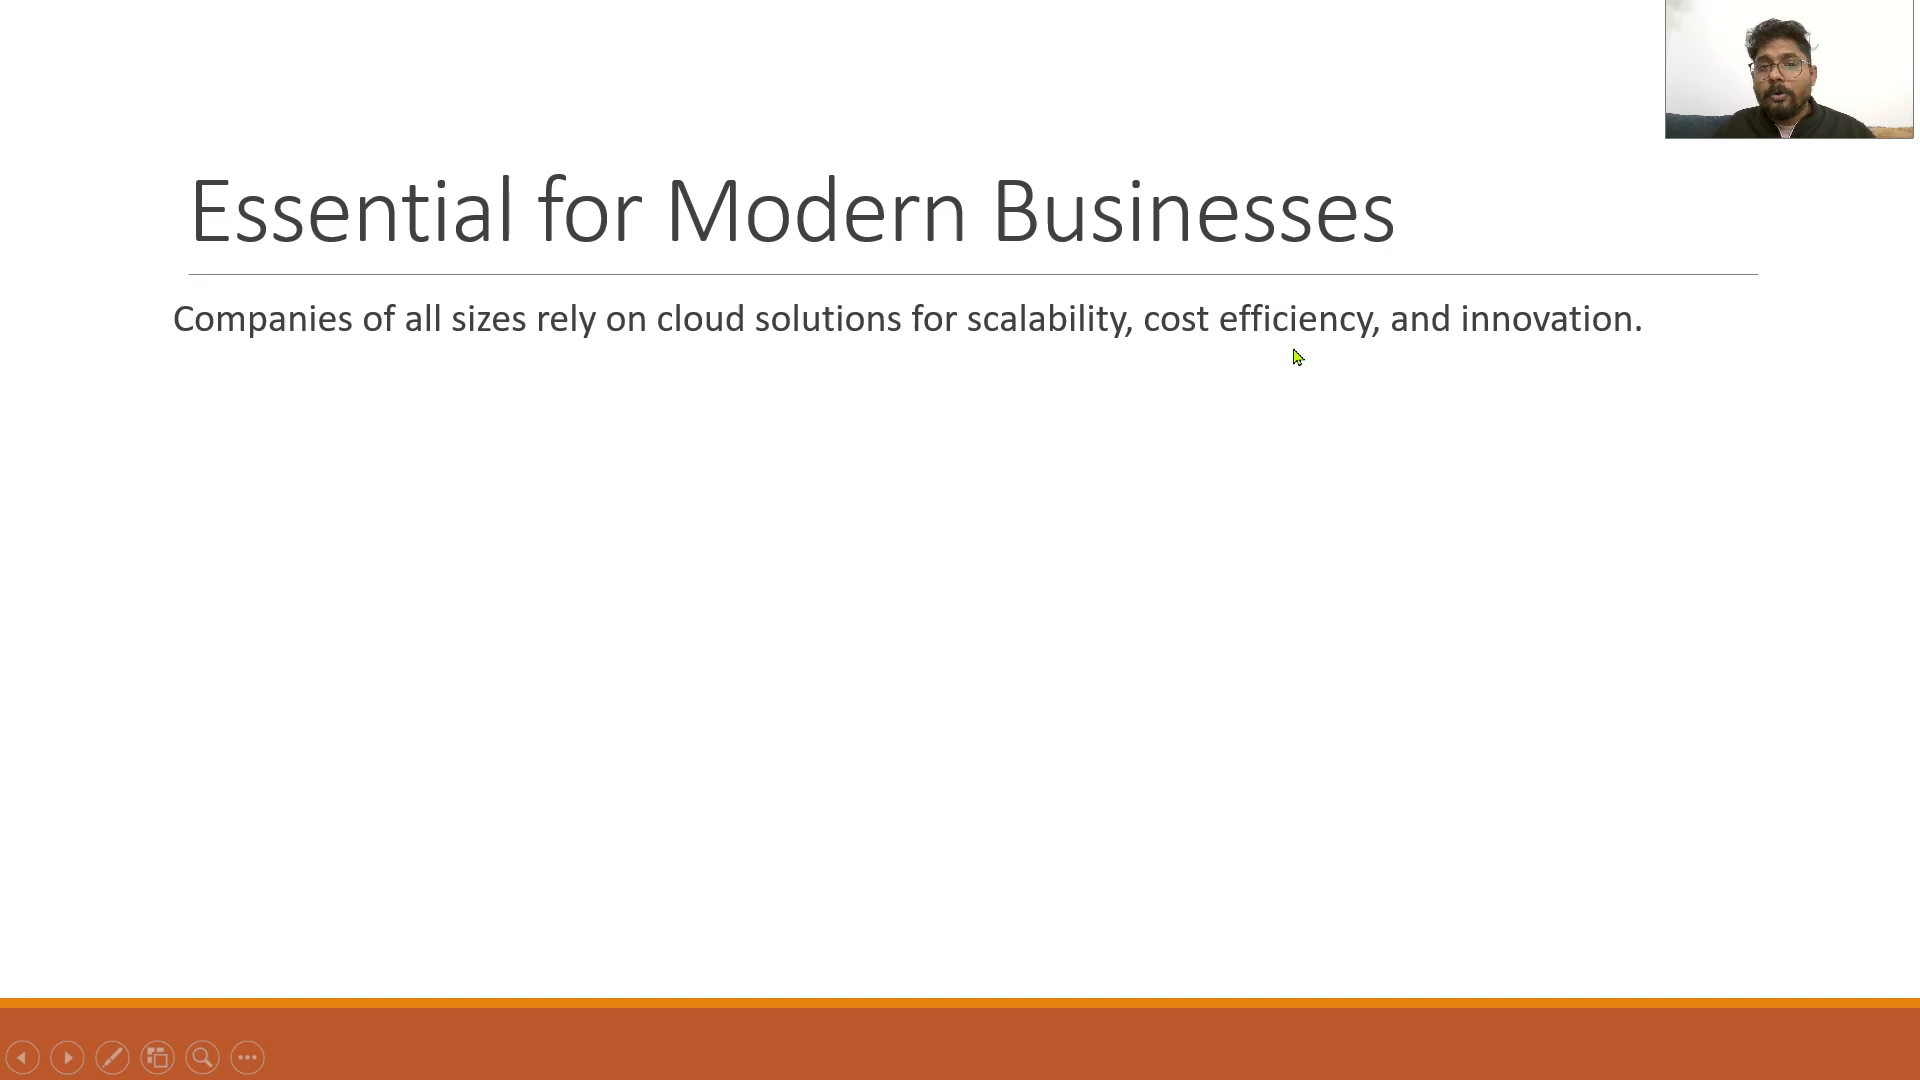 Essential for Modern Businesses
Companies of all sizes rely on cloud solutions for scalability, cost efficiency, and innovation.